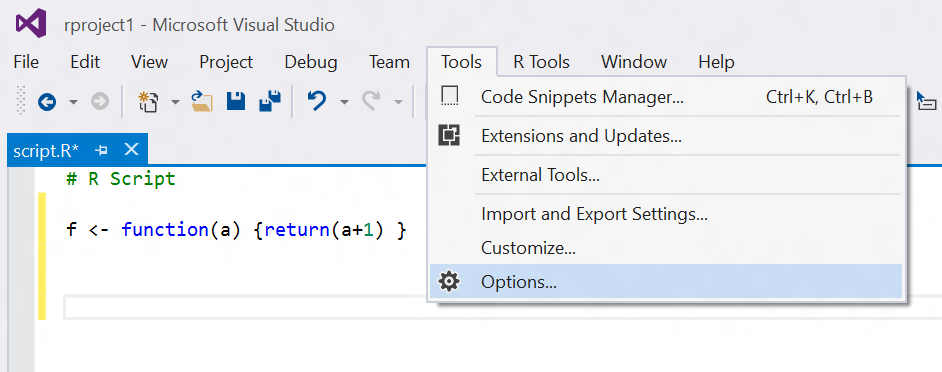 rproject1 - Microsoft Visual Studio
File Edit View Project Debug Team Tools R Tools Window Help
Code Snippets Manager... Ctrl+K, Ctrl+B
Extensions and Updates...
script.R*
External Tools...
# R Script
Import and Export Settings...
f <- function(a) {return(a+1) }
Customize...
Options...